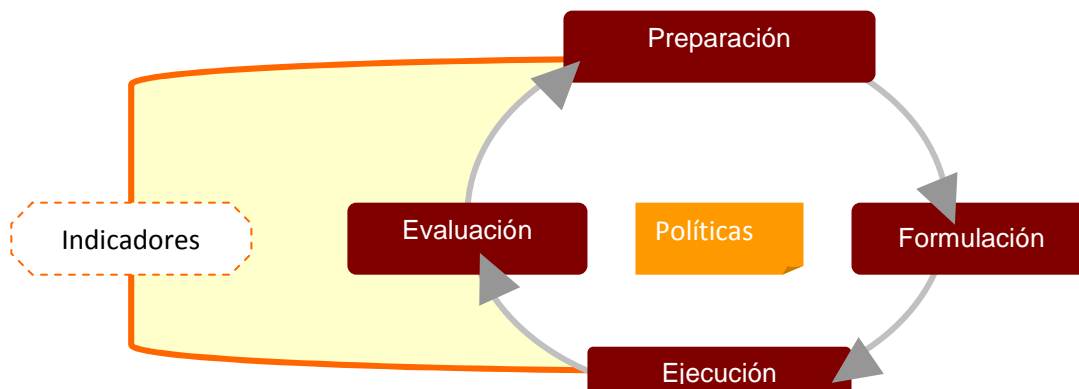 Preparación
Indicadores
Evaluación
Políticas
Formulación
Ejecución